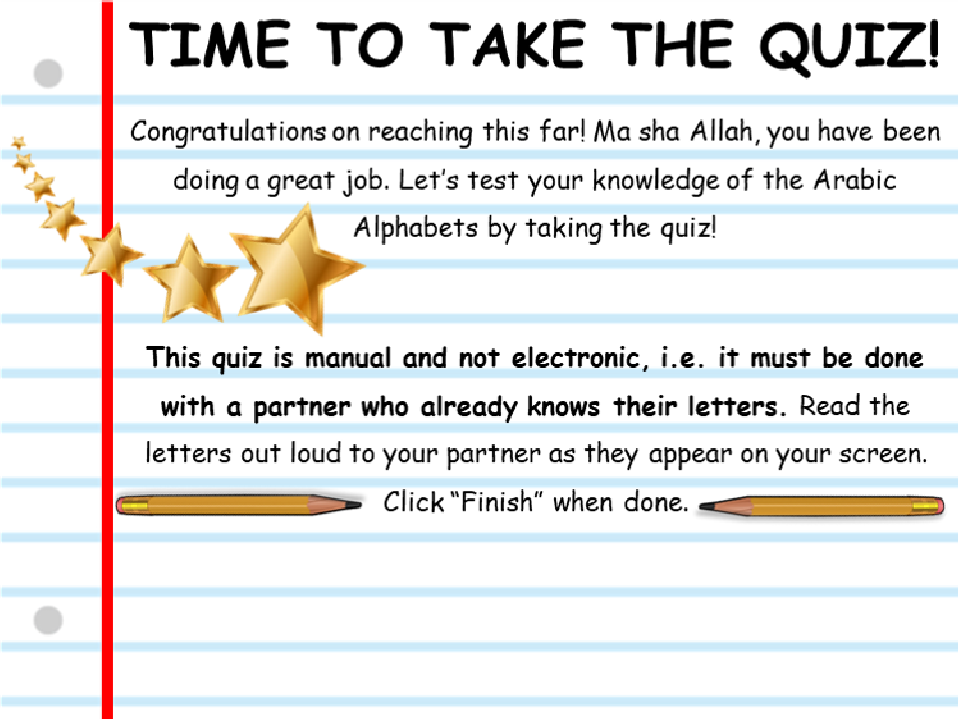 TIME TO TAKE THE QUIZ!
Congratulations on reaching this far! Ma sha Allah, you have been
doing a great job. Let's test your knowledge of the Arabic
Alphabets by taking the quiz!
This quiz is manual and not electronic, i.e. it must be done
with a partner who already knows their letters. Read the
letters out loud to your partner as they appear on your screen.
Click “Finish” when done.